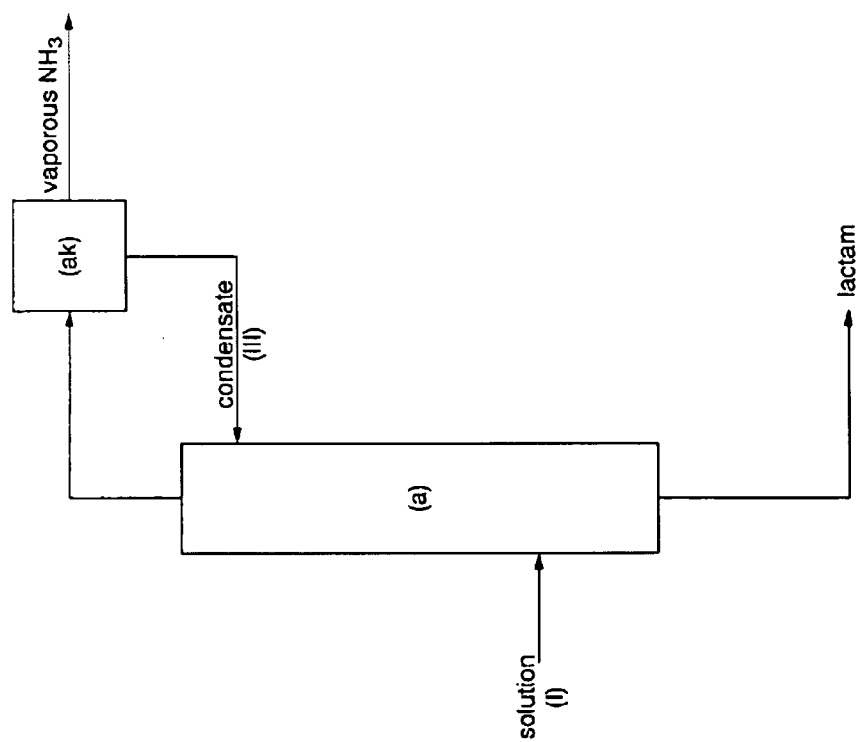 vaporous NH₃
(ak)
condensate
(III)
(a)
solution
(I)
lactam